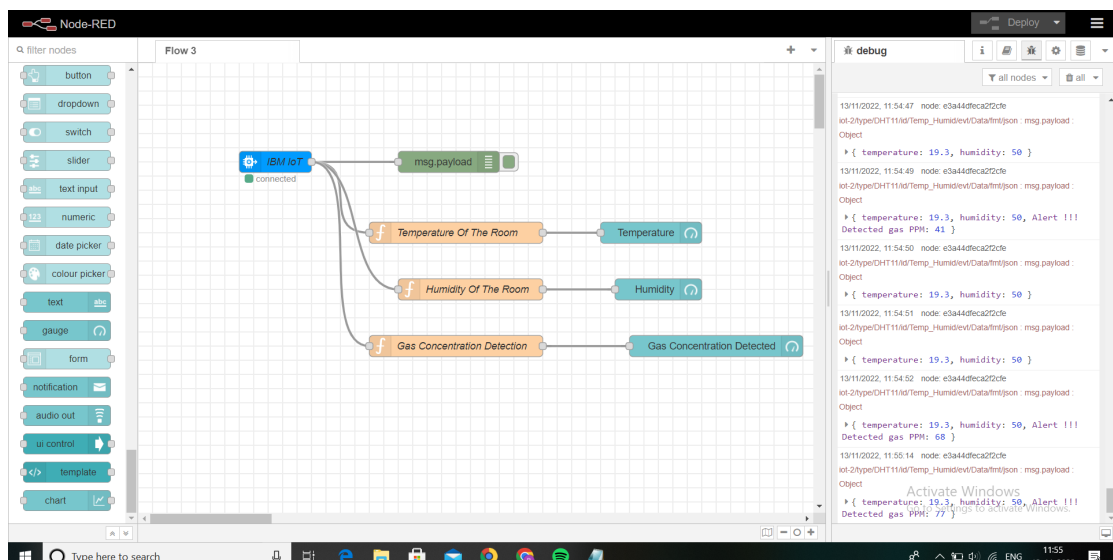 Node-RED
Deploy
filter nodes
Flow 3
debug
i
all nodes
all
button
dropdown
switch
slider
abc
text input
123
numeric
date picker
colour picker
text
abc
gauge
form
notification
audio out
ui control
</>
template
chart
IBM IoT
connected
msg.payload
f
Temperature Of The Room
Temperature
f
Humidity Of The Room
Humidity
f
Gas Concentration Detection
Gas Concentration Detected
13/11/2022, 11:54:47 node: e3a44dfeca2f2cfe
iot-2/type/DHT11/id/Temp_Humid/evt/Data/fmt/json : msg.payload :
Object
{ temperature: 19.3, humidity: 50 }
13/11/2022, 11:54:49 node: e3a44dfeca2f2cfe
iot-2/type/DHT11/id/Temp_Humid/evt/Data/fmt/json : msg.payload :
Object
{ temperature: 19.3, humidity: 50, Alert !!!
Detected gas PPM: 41 }
13/11/2022, 11:54:50 node: e3a44dfeca2f2cfe
iot-2/type/DHT11/id/Temp_Humid/evt/Data/fmt/json : msg.payload :
Object
{ temperature: 19.3, humidity: 50 }
13/11/2022, 11:54:51 node: e3a44dfeca2f2cfe
iot-2/type/DHT11/id/Temp_Humid/evt/Data/fmt/json : msg.payload :
Object
{ temperature: 19.3, humidity: 50 }
13/11/2022, 11:54:52 node: e3a44dfeca2f2cfe
iot-2/type/DHT11/id/Temp_Humid/evt/Data/fmt/json : msg.payload :
Object
{ temperature: 19.3, humidity: 50, Alert !!!
Detected gas PPM: 68 }
13/11/2022, 11:55:14 node: e3a44dfeca2f2cfe
iot-2/type/DHT11/id/Temp_Humid/evt/Data/fmt/json : msg.payload :
Object
{ temperature: 19.3, humidity: 50, Alert !!!
Detected gas PPM: 77 }
Activate Windows
Go to Settings to activate Windows.
Type here to search
ENG
11:55